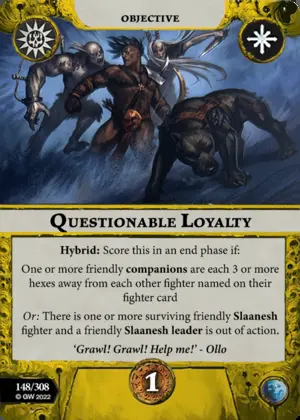 OBJECTIVE
QUESTIONABLE LOYALTY
Hybrid: Score this in an end phase if:
One or more friendly companions are each 3 or more
hexes away from each other fighter named on their
fighter card
Or: There is one or more surviving friendly Slaanesh
fighter and a friendly Slaanesh leader is out of action.
‘Grawl! Grawl! Help me!’ - Ollo
148/308
© GW 2022
1